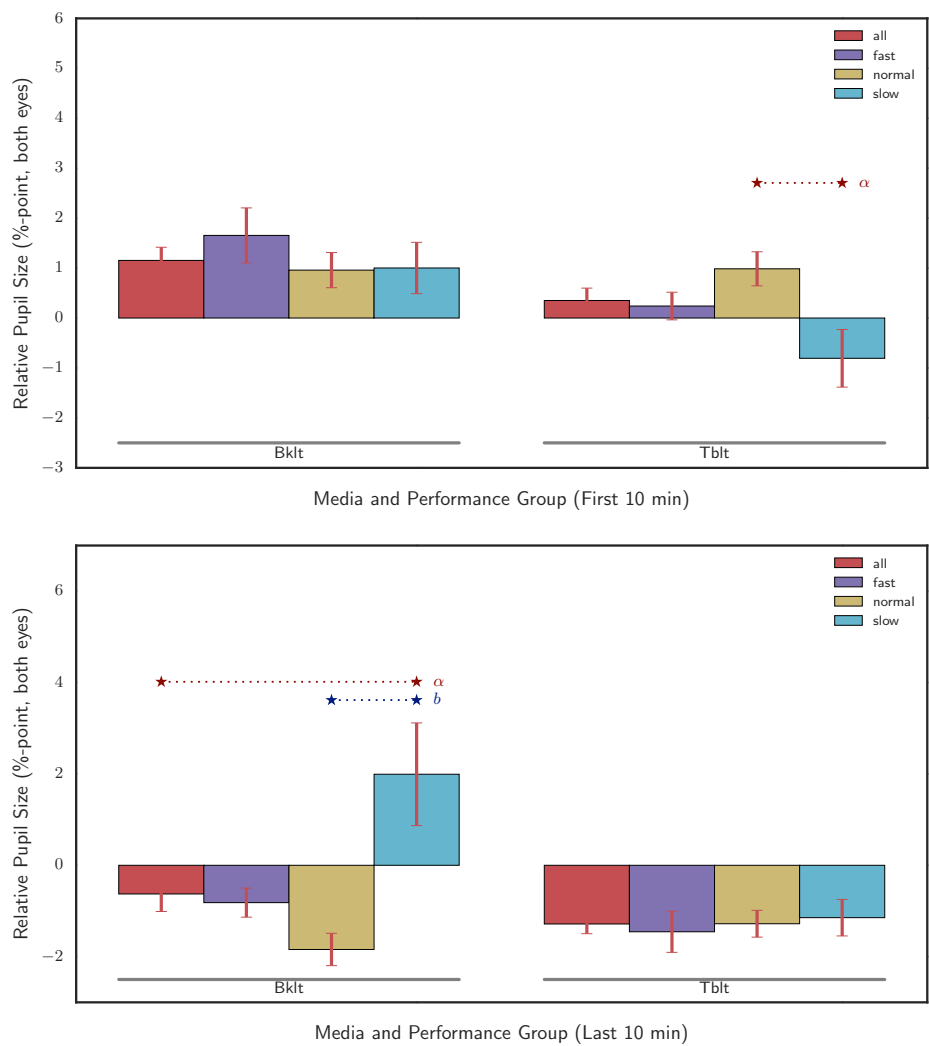 Relative Pupil Size (%-point, both eyes)
6
5
4
3
2
1
0
−1
−2
−3
all
fast
normal
slow
α
Bklt
Tblt
Media and Performance Group (First 10 min)
Relative Pupil Size (%-point, both eyes)
6
4
2
0
−2
all
fast
normal
slow
α
b
Bklt
Tblt
Media and Performance Group (Last 10 min)